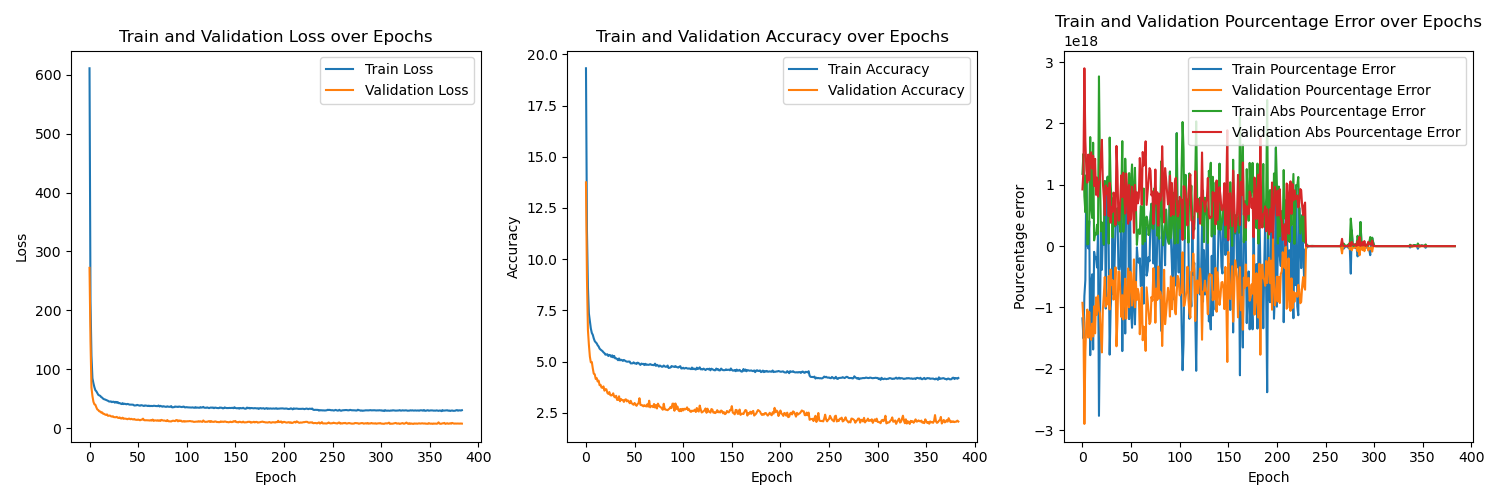 Train and Validation Loss over Epochs
Loss
600
500
400
300
200
100
0
Train Loss
Validation Loss
0 50 100 150 200 250 300 350 400
Epoch
Train and Validation Accuracy over Epochs
Accuracy
20.0
17.5
15.0
12.5
10.0
7.5
5.0
2.5
Train Accuracy
Validation Accuracy
0 50 100 150 200 250 300 350 400
Epoch
Train and Validation Pourcentage Error over Epochs
1e18
Pourcentage error
3
2
1
0
−1
−2
−3
Train Pourcentage Error
Validation Pourcentage Error
Train Abs Pourcentage Error
Validation Abs Pourcentage Error
0 50 100 150 200 250 300 350 400
Epoch